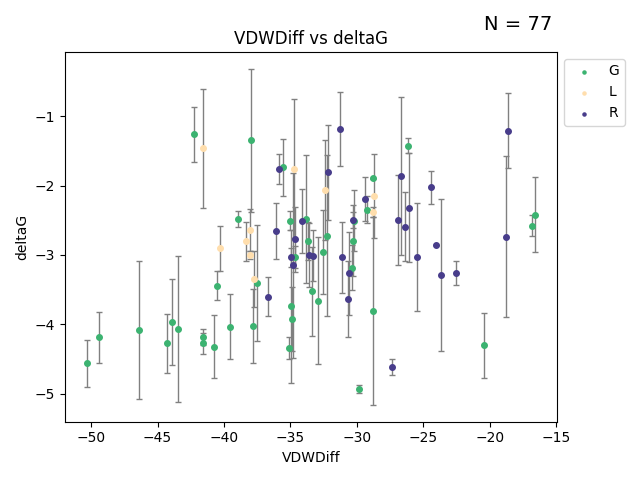 N = 77
VDWDiff vs deltaG
G
L
R
deltaG
−1
−2
−3
−4
−5
−50
−45
−40
−35
−30
−25
−20
−15
VDWDiff